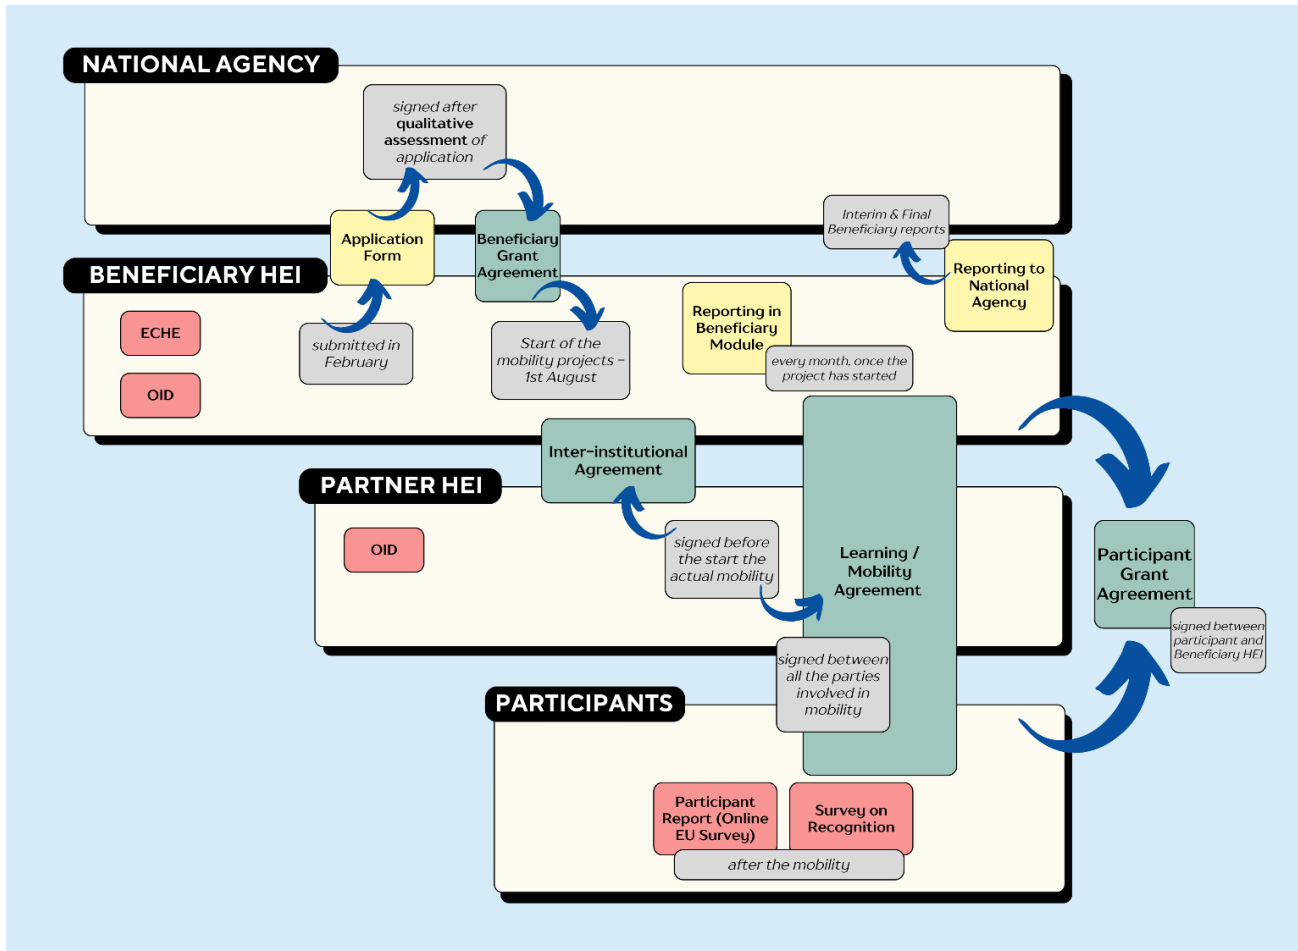 NATIONAL AGENCY
signed after
qualitative
assessment of
application
Application
Form
Beneficiary
Grant
Agreement
Interim & Final
Beneficiary reports
Reporting to
National
Agency
BENEFICIARY HEI
ECHE
OID
submitted in
February
Start of the
mobility projects –
1st August
Reporting in
Beneficiary
Module
every month, once the
project has started
Inter-institutional
Agreement
PARTNER HEI
OID
signed before
the start the
actual mobility
Learning /
Mobility
Agreement
signed between
all the parties
involved in
mobility
Participant
Grant
Agreement
signed between
participant and
Beneficiary HEI
PARTICIPANTS
Participant
Report (Online
EU Survey)
Survey on
Recognition
after the mobility